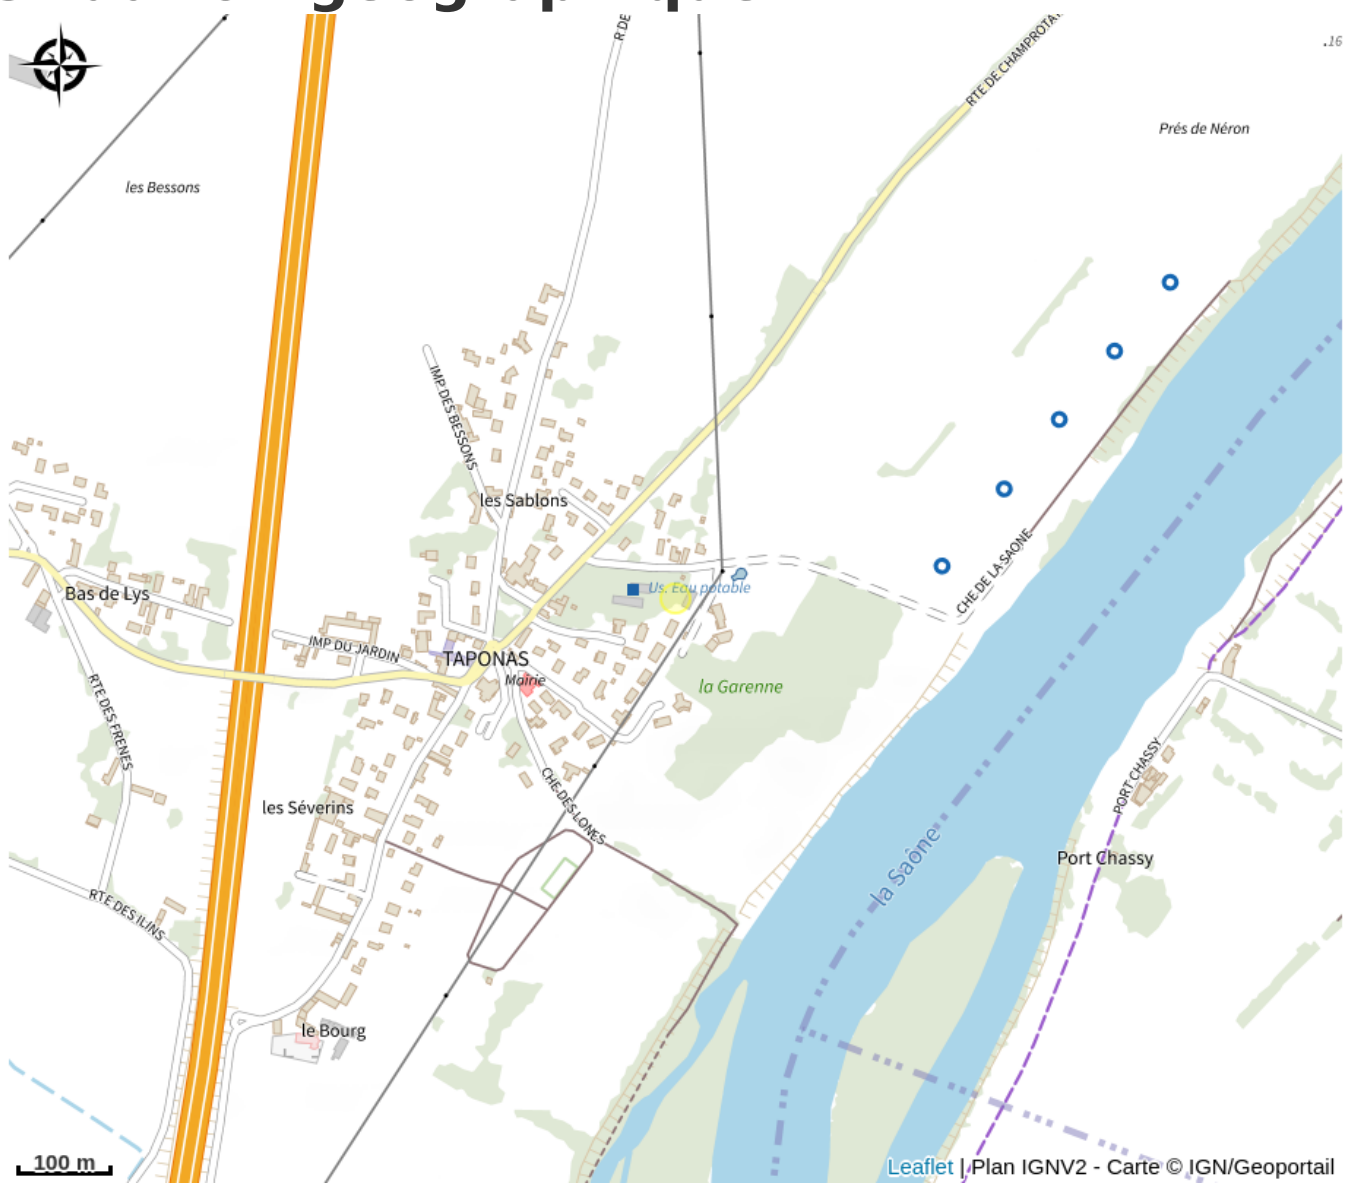 R DE
RTE DE CHAMPROTA
.16
Prés de Néron
les Bessons
IMP DES BESSONS
les Sablons
CHE DE LA SAONE
Us. Eau potable
Bas de Lys
IMP DU JARDIN
TAPONAS
Mairie
la Garenne
RTE DES FRENES
PORT CHASSY
les Séverins
CHE DES LONES
la Saône
Port Chassy
RTE DES ILINS
le Bourg
100 m
Leaflet | Plan IGNV2 - Carte © IGN/Geoportail